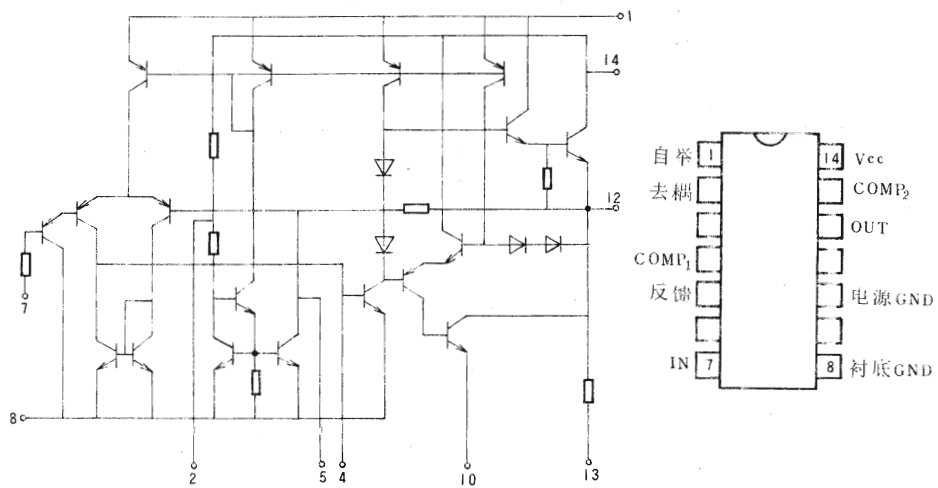 1
14
12
7
8
2
5
4
10
13
自举 1
去耦
COMP₁
反馈
IN 7
14 Vcc
COMP₂
OUT
电源GND
8 衬底GND